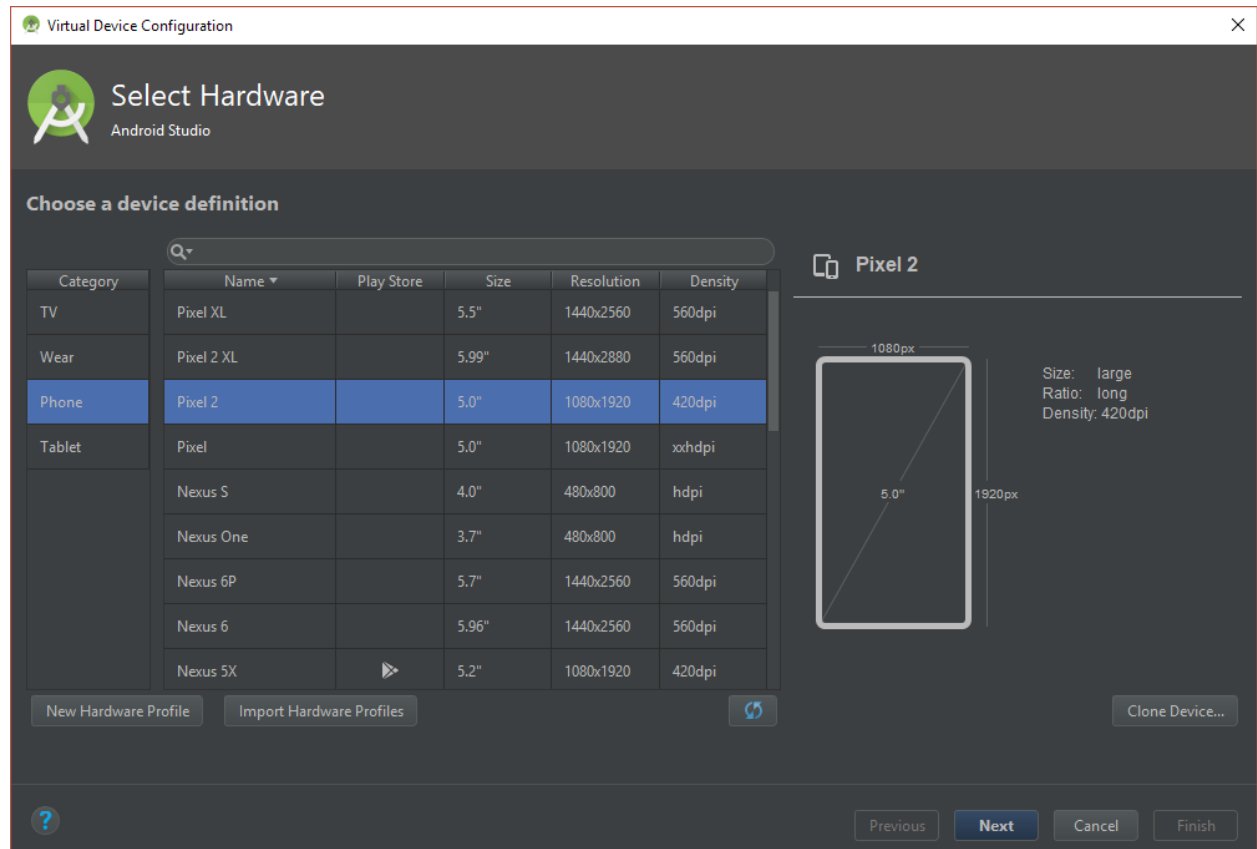 Virtual Device Configuration
Select Hardware
Android Studio
Choose a device definition
Category
TV
Wear
Phone
Tablet
Name Play Store Size Resolution Density
Pixel XL 5.5" 1440x2560 560dpi
Pixel 2 XL 5.99" 1440x2880 560dpi
Pixel 2 5.0" 1080x1920 420dpi
Pixel 5.0" 1080x1920 xxhdpi
Nexus S 4.0" 480x800 hdpi
Nexus One 3.7" 480x800 hdpi
Nexus 6P 5.7" 1440x2560 560dpi
Nexus 6 5.96" 1440x2560 560dpi
Nexus 5X 5.2" 1080x1920 420dpi
New Hardware Profile Import Hardware Profiles
Pixel 2
1080px
5.0"
1920px
Size: large
Ratio: long
Density: 420dpi
Clone Device...
?
Previous Next Cancel Finish